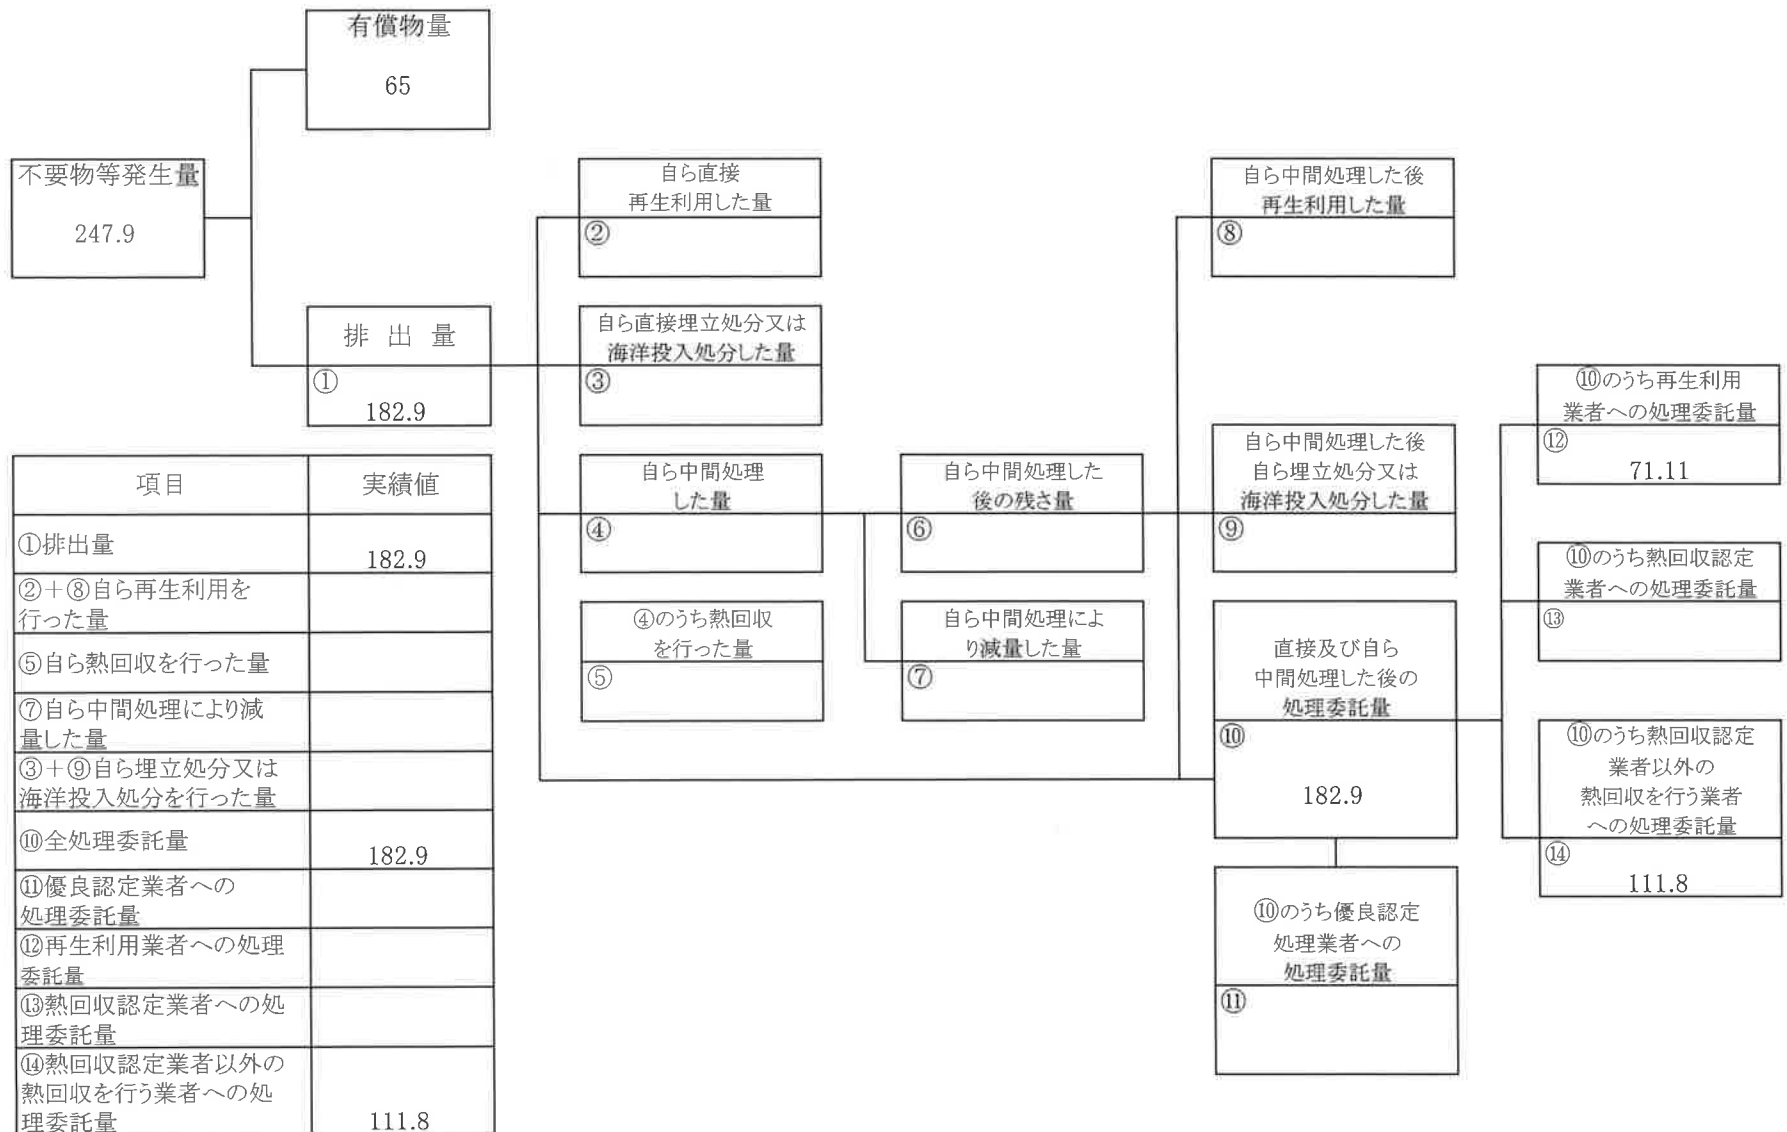 有償物量
65
不要物等発生量
247.9
排 出 量
①
182.9
自ら直接
再生利用した量
②
自ら直接埋立処分又は
海洋投入処分した量
③
自ら中間処理
した量
④
④のうち熱回収
を行った量
⑤
自ら中間処理した
後の残さ量
⑥
自ら中間処理によ
り減量した量
⑦
自ら中間処理した後
再生利用した量
⑧
自ら中間処理した後
自ら埋立処分又は
海洋投入処分した量
⑨
直接及び自ら
中間処理した後の
処理委託量
⑩
182.9
⑩のうち優良認定
処理業者への
処理委託量
⑪
⑩のうち再生利用
業者への処理委託量
⑫
71.11
⑩のうち熱回収認定
業者への処理委託量
⑬
⑩のうち熱回収認定
業者以外の
熱回収を行う業者
への処理委託量
⑭
111.8
項目 実績値
①排出量 182.9
②＋⑧自ら再生利用を
行った量
⑤自ら熱回収を行った量
⑦自ら中間処理により減
量した量
③＋⑨自ら埋立処分又は
海洋投入処分を行った量
⑩全処理委託量 182.9
⑪優良認定業者への
処理委託量
⑫再生利用業者への処理
委託量
⑬熱回収認定業者への処
理委託量
⑭熱回収認定業者以外の
熱回収を行う業者への処
理委託量 111.8